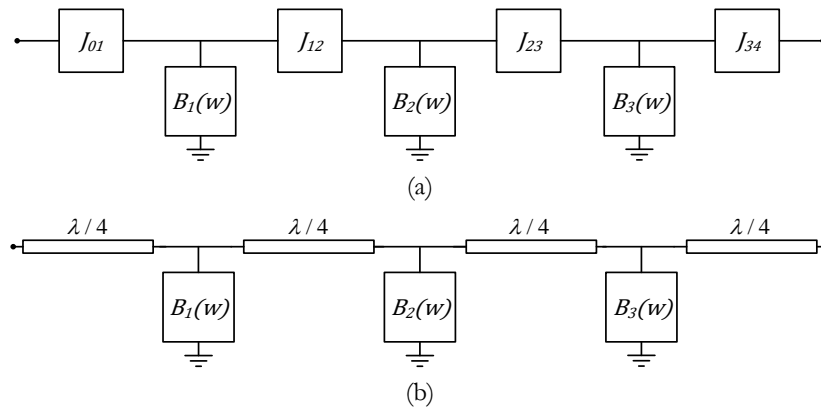 J01 J12 J23 J34
B1(w) B2(w) B3(w)
(a)
λ / 4 λ / 4 λ / 4 λ / 4
B1(w) B2(w) B3(w)
(b)